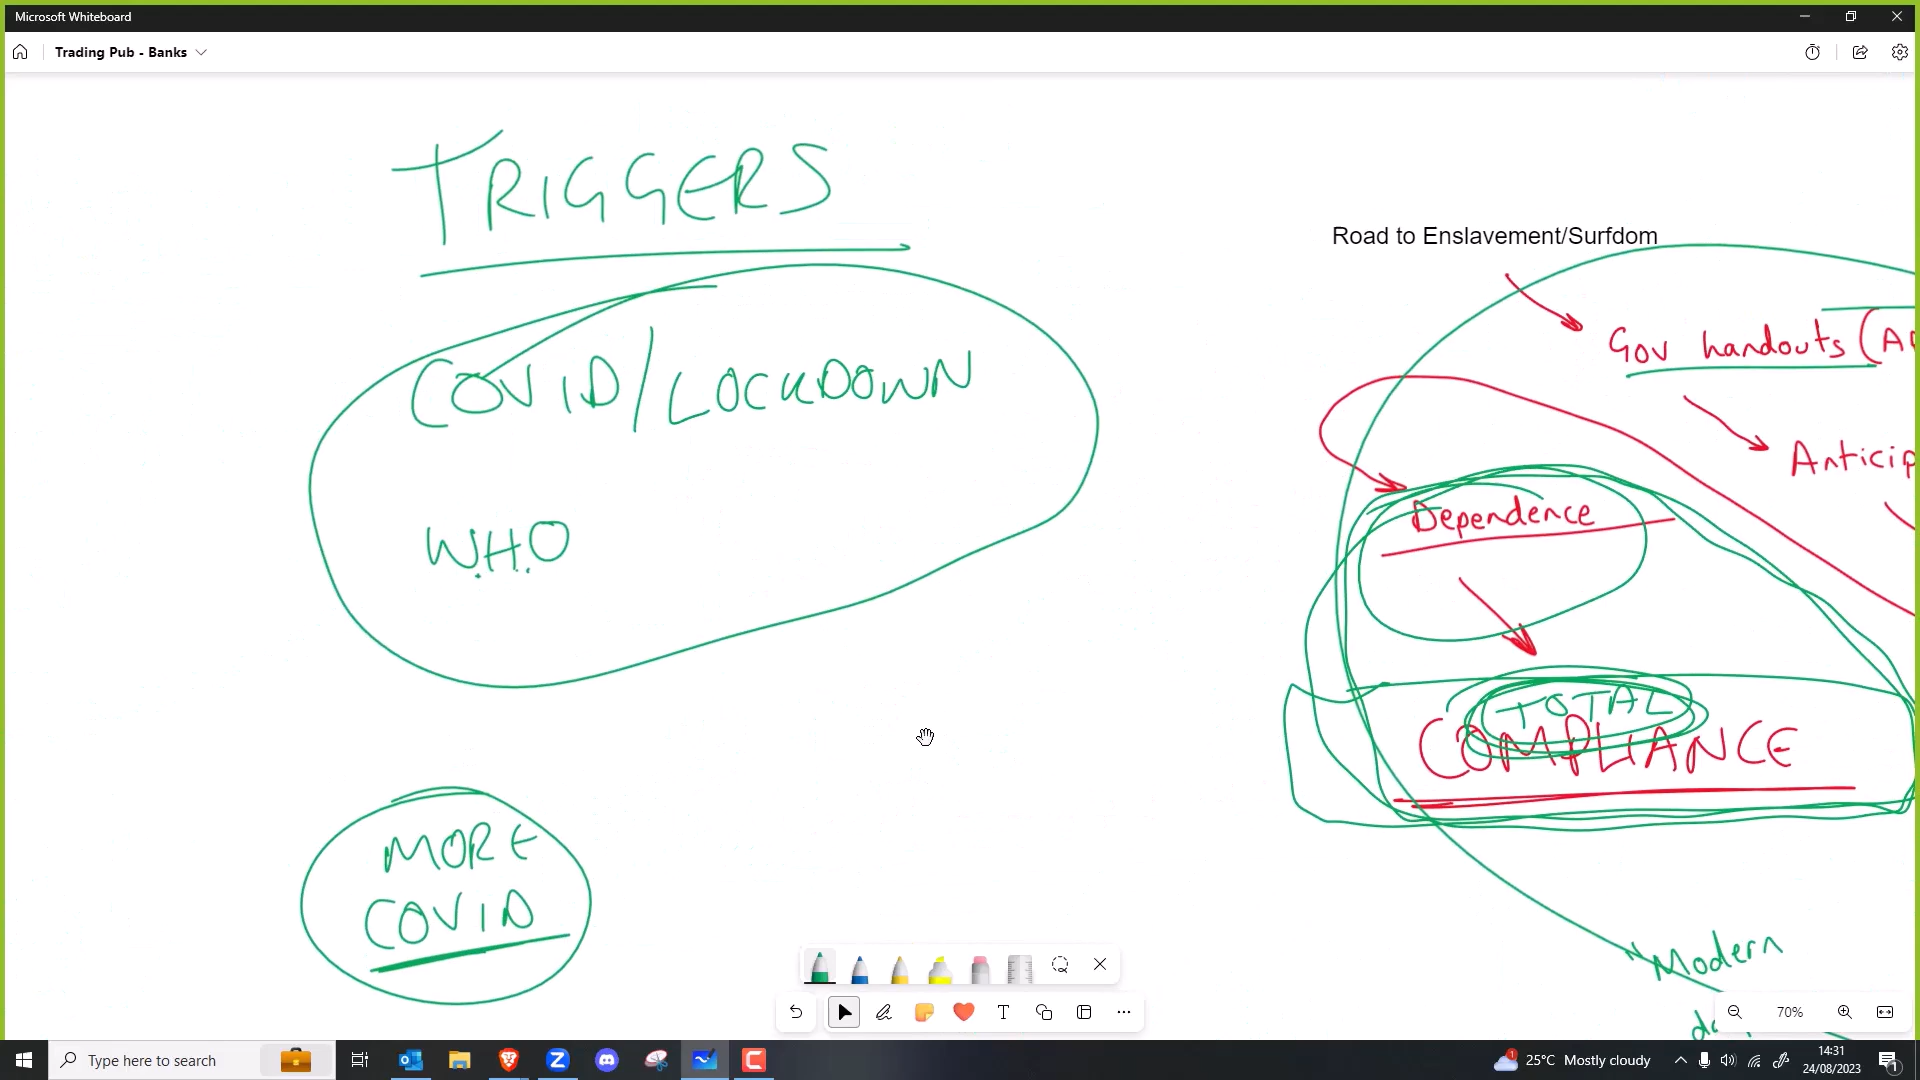 Microsoft Whiteboard
Trading Pub - Banks
TRIGGERS
COVID/LOCKDOWN
W.H.O
MORE
COVID
Road to Enslavement/Surfdom
Gov handouts (
Dependence
TOTAL
COMPLIANCE
Modern
70%
Type here to search
25°C Mostly cloudy
14:31
24/08/2023